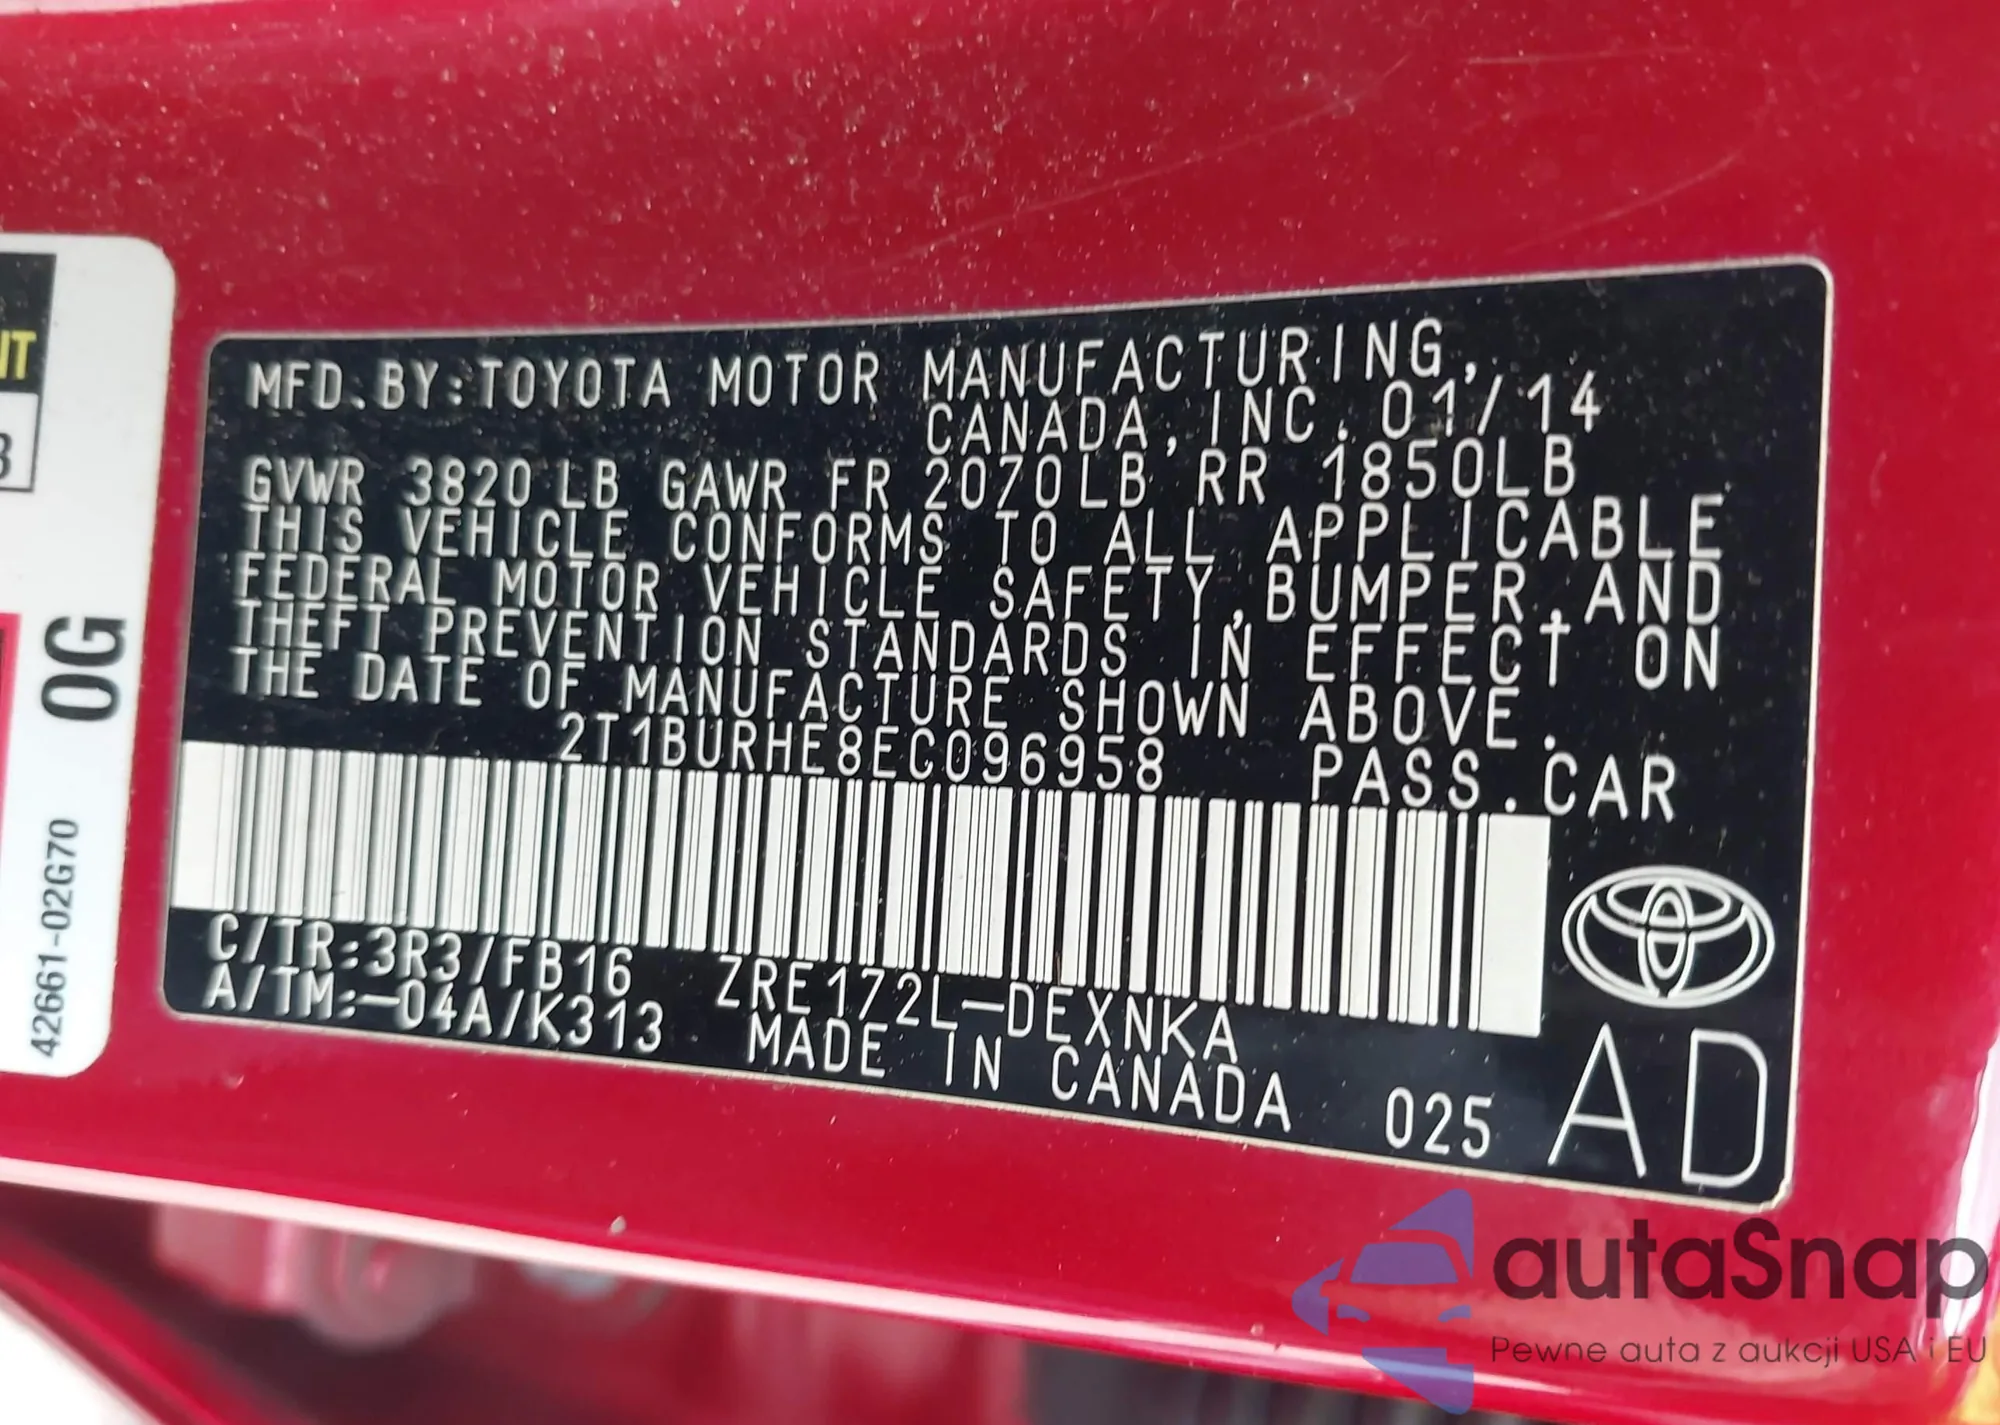 NT
3
0G
42661-02G70
MFD.BY:TOYOTA MOTOR MANUFACTURING,
CANADA,INC. 01/14
GVWR 3820LB GAWR FR 2070LB RR 1850LB
THIS VEHICLE CONFORMS TO ALL APPLICABLE
FEDERAL MOTOR VEHICLE SAFETY,BUMPER,AND
THEFT PREVENTION STANDARDS IN EFFECT ON
THE DATE OF MANUFACTURE SHOWN ABOVE.
2T1BURHE8EC096958 PASS.CAR
C/TR:3R3/FB16 ZRE172L-DEXNKA
A/TM:-04A/K313 MADE IN CANADA 025
AD
autaSnap
Pewne auta z aukcji USA i EU